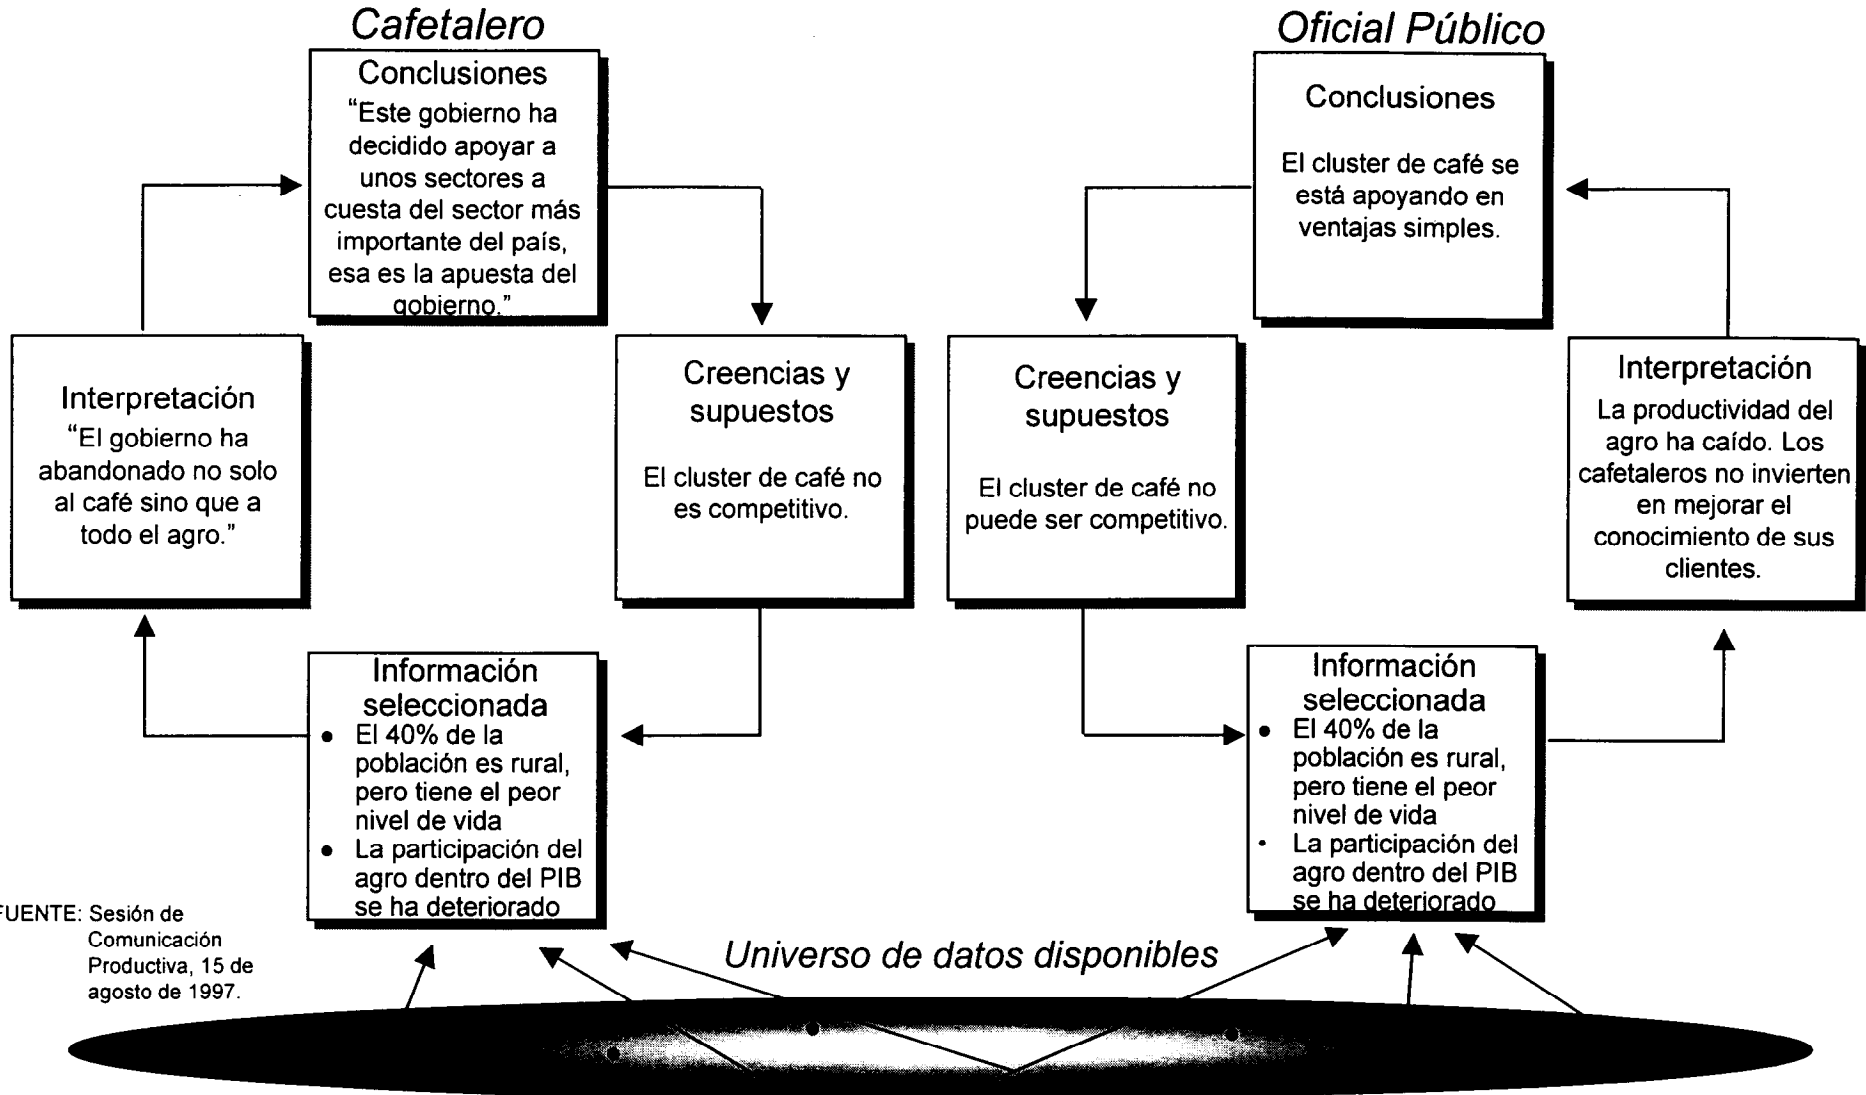 Cafetalero
Conclusiones
“Este gobierno ha
decidido apoyar a
unos sectores a
cuesta del sector más
importante del país,
esa es la apuesta del
gobierno.”
Interpretación
“El gobierno ha
abandonado no solo
al café sino que a
todo el agro.”
Creencias y
supuestos
El cluster de café no
es competitivo.
Información
seleccionada
● El 40% de la
población es rural,
pero tiene el peor
nivel de vida
● La participación del
agro dentro del PIB
se ha deteriorado
Oficial Público
Conclusiones
El cluster de café se
está apoyando en
ventajas simples.
Creencias y
supuestos
El cluster de café no
puede ser competitivo.
Interpretación
La productividad del
agro ha caído. Los
cafetaleros no invierten
en mejorar el
conocimiento de sus
clientes.
Información
seleccionada
● El 40% de la
población es rural,
pero tiene el peor
nivel de vida
• La participación del
agro dentro del PIB
se ha deteriorado
FUENTE: Sesión de
Comunicación
Productiva, 15 de
agosto de 1997.
Universo de datos disponibles